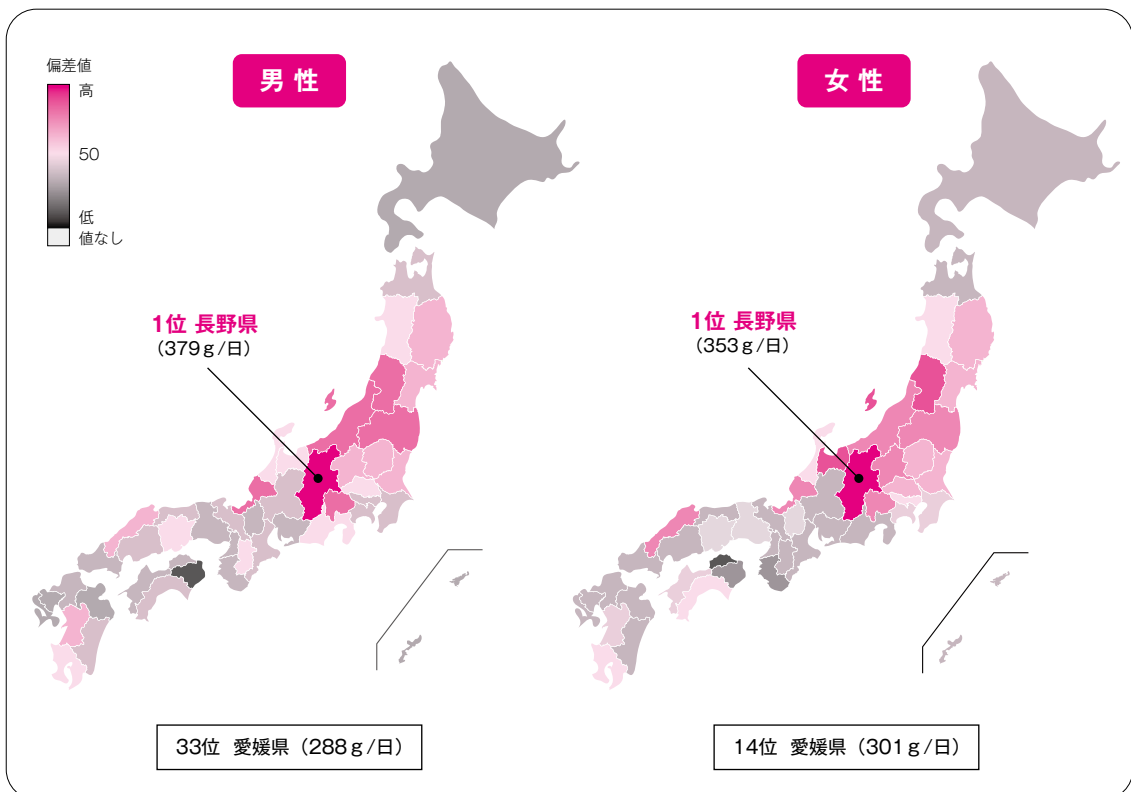 偏差値
高
50
低
値なし
男性
1位 長野県
(379g/日)
33位 愛媛県(288g/日)
女性
1位 長野県
(353g/日)
14位 愛媛県(301g/日)